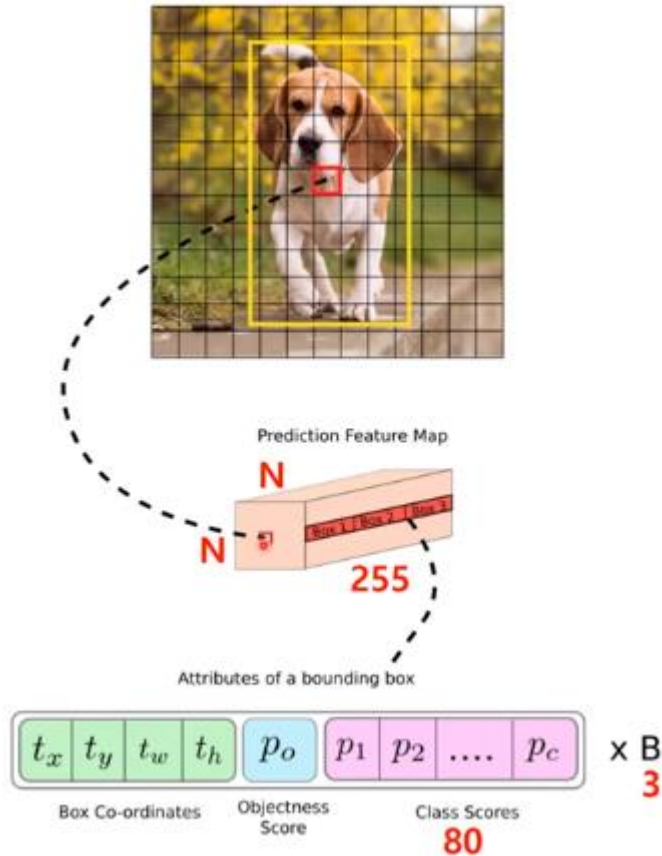 Prediction Feature Map
N
N
Box 1 Box 2 Box 3
255
Attributes of a bounding box
t_x t_y t_w t_h p_o p_1 p_2 .... p_c x B
3
Box Co-ordinates Objectness Score Class Scores
80